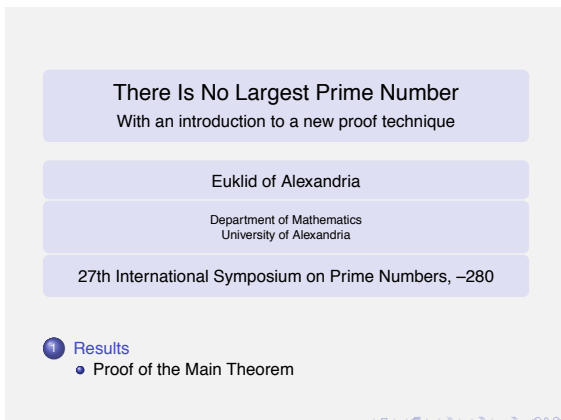 There Is No Largest Prime Number
With an introduction to a new proof technique
Euklid of Alexandria
Department of Mathematics
University of Alexandria
27th International Symposium on Prime Numbers, –280
1 Results
Proof of the Main Theorem